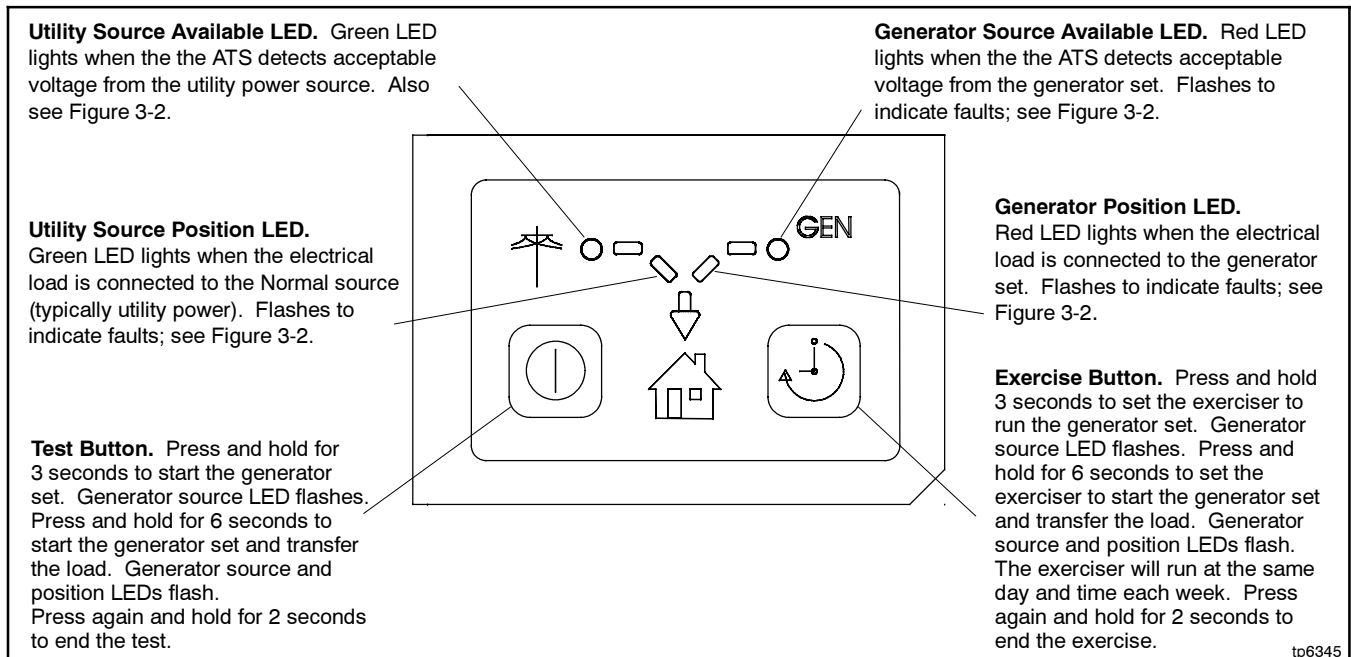 Utility Source Available LED. Green LED
lights when the the ATS detects acceptable
voltage from the utility power source. Also
see Figure 3-2.
Generator Source Available LED. Red LED
lights when the the ATS detects acceptable
voltage from the generator set. Flashes to
indicate faults; see Figure 3-2.
Utility Source Position LED.
Green LED lights when the electrical
load is connected to the Normal source
(typically utility power). Flashes to
indicate faults; see Figure 3-2.
GEN
Generator Position LED.
Red LED lights when the electrical
load is connected to the generator
set. Flashes to indicate faults; see
Figure 3-2.
Test Button. Press and hold for
3 seconds to start the generator
set. Generator source LED flashes.
Press and hold for 6 seconds to
start the generator set and transfer
the load. Generator source and
position LEDs flash.
Press again and hold for 2 seconds
to end the test.
Exercise Button. Press and hold
3 seconds to set the exerciser to
run the generator set. Generator
source LED flashes. Press and
hold for 6 seconds to set the
exerciser to start the generator set
and transfer the load. Generator
source and position LEDs flash.
The exerciser will run at the same
day and time each week. Press
again and hold for 2 seconds to
end the exercise.
tp6345